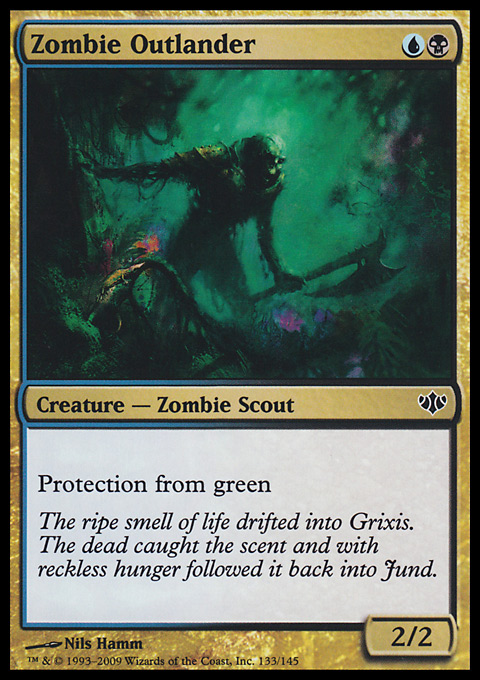 Zombie Outlander
Creature — Zombie Scout
Protection from green
The ripe smell of life drifted into Grixis.
The dead caught the scent and with
reckless hunger followed it back into Jund.
Nils Hamm
2/2
™ & © 1993–2009 Wizards of the Coast, Inc. 133/145